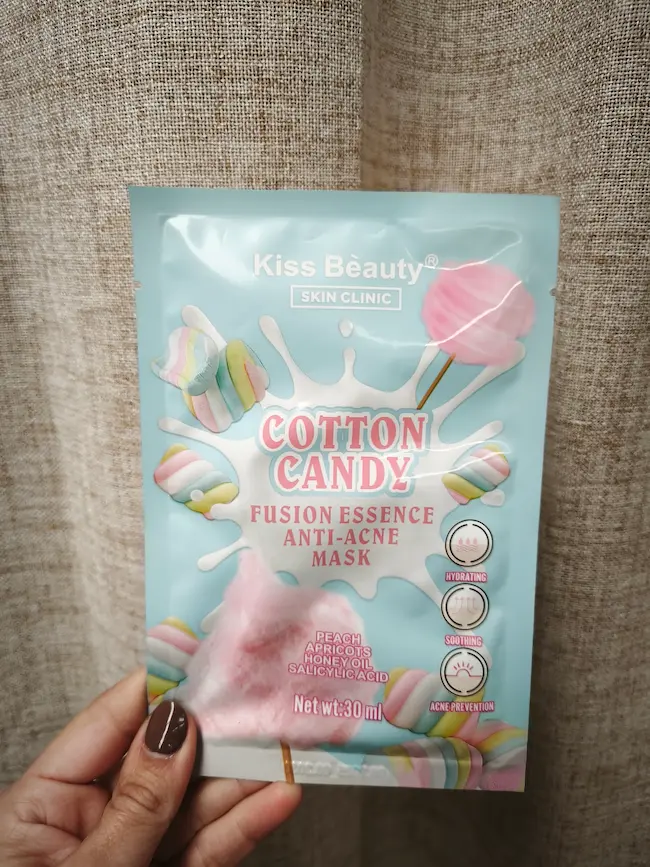 Kiss Bèauty®
SKIN CLINIC
COTTON
CANDY
FUSION ESSENCE
ANTI-ACNE
MASK
HYDRATING
SOOTHING
PEACH
APRICOTS
HONEY OIL
SALICYLIC ACID
ACNE PREVENTION
Net wt:30 ml